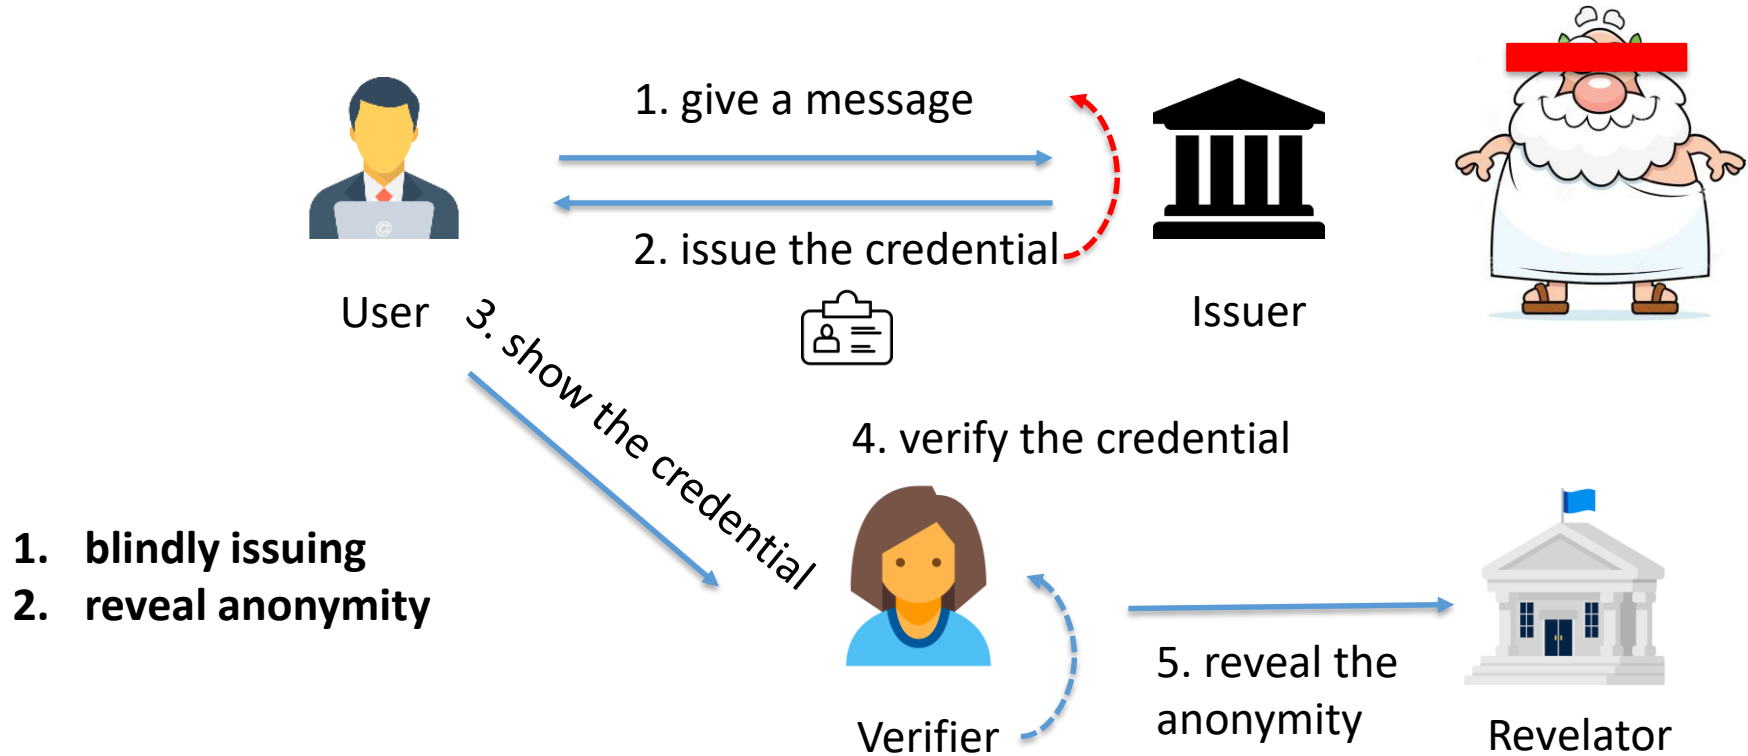 1. give a message
2. issue the credential
User
Issuer
3. show the credential
4. verify the credential
1. blindly issuing
2. reveal anonymity
5. reveal the
anonymity
Verifier
Revelator
@